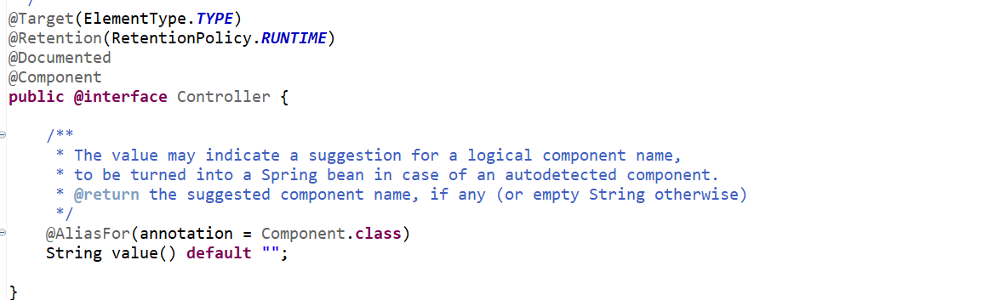 @Target(ElementType.TYPE)
@Retention(RetentionPolicy.RUNTIME)
@Documented
@Component
public @interface Controller {
/**
* The value may indicate a suggestion for a logical component name,
* to be turned into a Spring bean in case of an autodetected component.
* @return the suggested component name, if any (or empty String otherwise)
*/
@AliasFor(annotation = Component.class)
String value() default "";
}